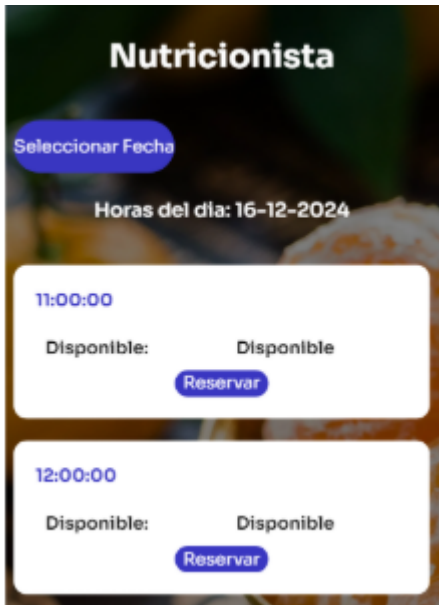 Nutricionista
Seleccionar Fecha
Horas del dia: 16-12-2024
11:00:00
Disponible: Disponible
Reservar
12:00:00
Disponible: Disponible
Reservar